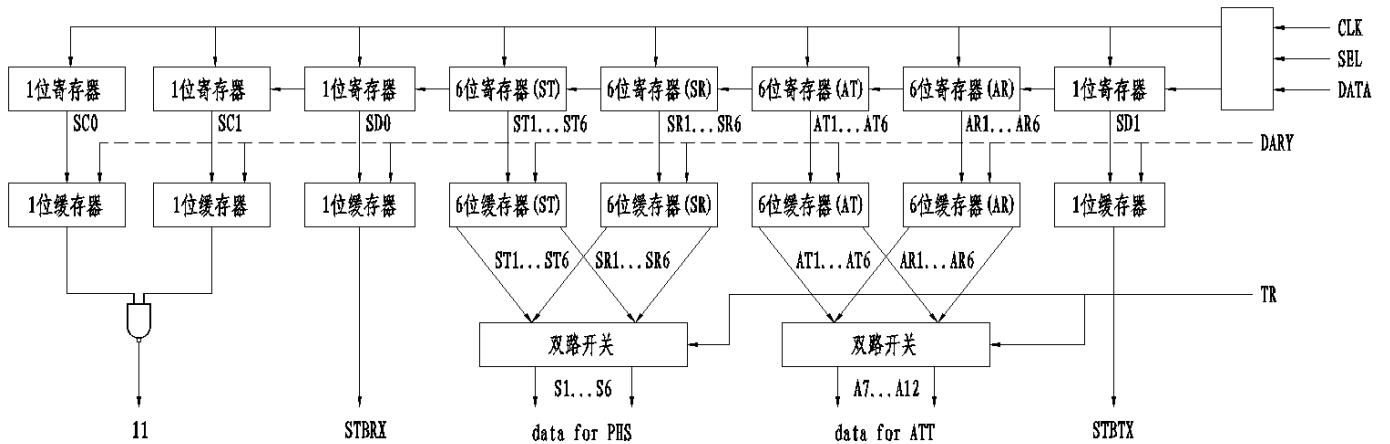 CLK
SEL
DATA
1位寄存器 1位寄存器 1位寄存器 6位寄存器(ST) 6位寄存器(SR) 6位寄存器(AT) 6位寄存器(AR) 1位寄存器
SC0 SC1 SD0 ST1...ST6 SR1...SR6 AT1...AT6 AR1...AR6 SD1
DARY
1位缓存器 1位缓存器 1位缓存器 6位缓存器(ST) 6位缓存器(SR) 6位缓存器(AT) 6位缓存器(AR) 1位缓存器
ST1...ST6 SR1...SR6 AT1...AT6 AR1...AR6
TR
双路开关 双路开关
S1...S6 A7...A12
11 STBRX data for PHS data for ATT STBTX